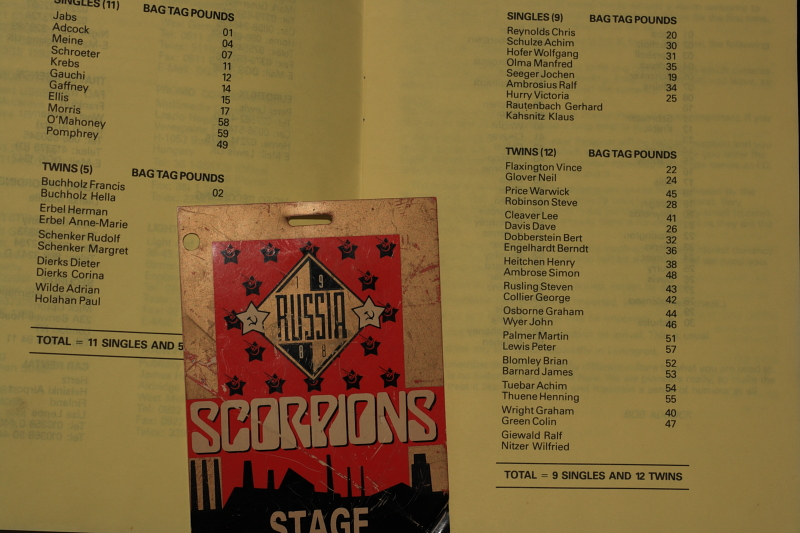 SINGLES (11) BAG TAG POUNDS
Jabs 01
Adcock 04
Meine 07
Schroeter 11
Krebs 12
Gauchi 14
Gaffney 15
Ellis 17
Morris 58
O'Mahoney 59
Pomphrey 49
TWINS (5) BAG TAG POUNDS
Buchholz Francis 02
Buchholz Hella
Erbel Herman
Erbel Anne-Marie
Schenker Rudolf
Schenker Margret
Dierks Dieter
Dierks Corina
Wilde Adrian
Holahan Paul
TOTAL = 11 SINGLES AND 5
19
RUSSIA
88
SCORPIONS
STAGE
SINGLES (9) BAG TAG POUNDS
Reynolds Chris 20
Schulze Achim 30
Hofer Wolfgang 31
Olma Manfred 35
Seeger Jochen 19
Ambrosius Ralf 34
Hurry Victoria 25
Rautenbach Gerhard
Kahsnitz Klaus
TWINS (12) BAG TAG POUNDS
Flaxington Vince 22
Glover Neil 24
Price Warwick 45
Robinson Steve 28
Cleaver Lee 41
Davis Dave 26
Dobberstein Bert 32
Engelhardt Berndt 36
Heitchen Henry 38
Ambrose Simon 48
Rusling Steven 43
Collier George 42
Osborne Graham 44
Wyer John 46
Palmer Martin 51
Lewis Peter 57
Blomley Brian 52
Barnard James 53
Tuebar Achim 54
Thuene Henning 55
Wright Graham 40
Green Colin 47
Giewald Ralf
Nitzer Wilfried
TOTAL = 9 SINGLES AND 12 TWINS